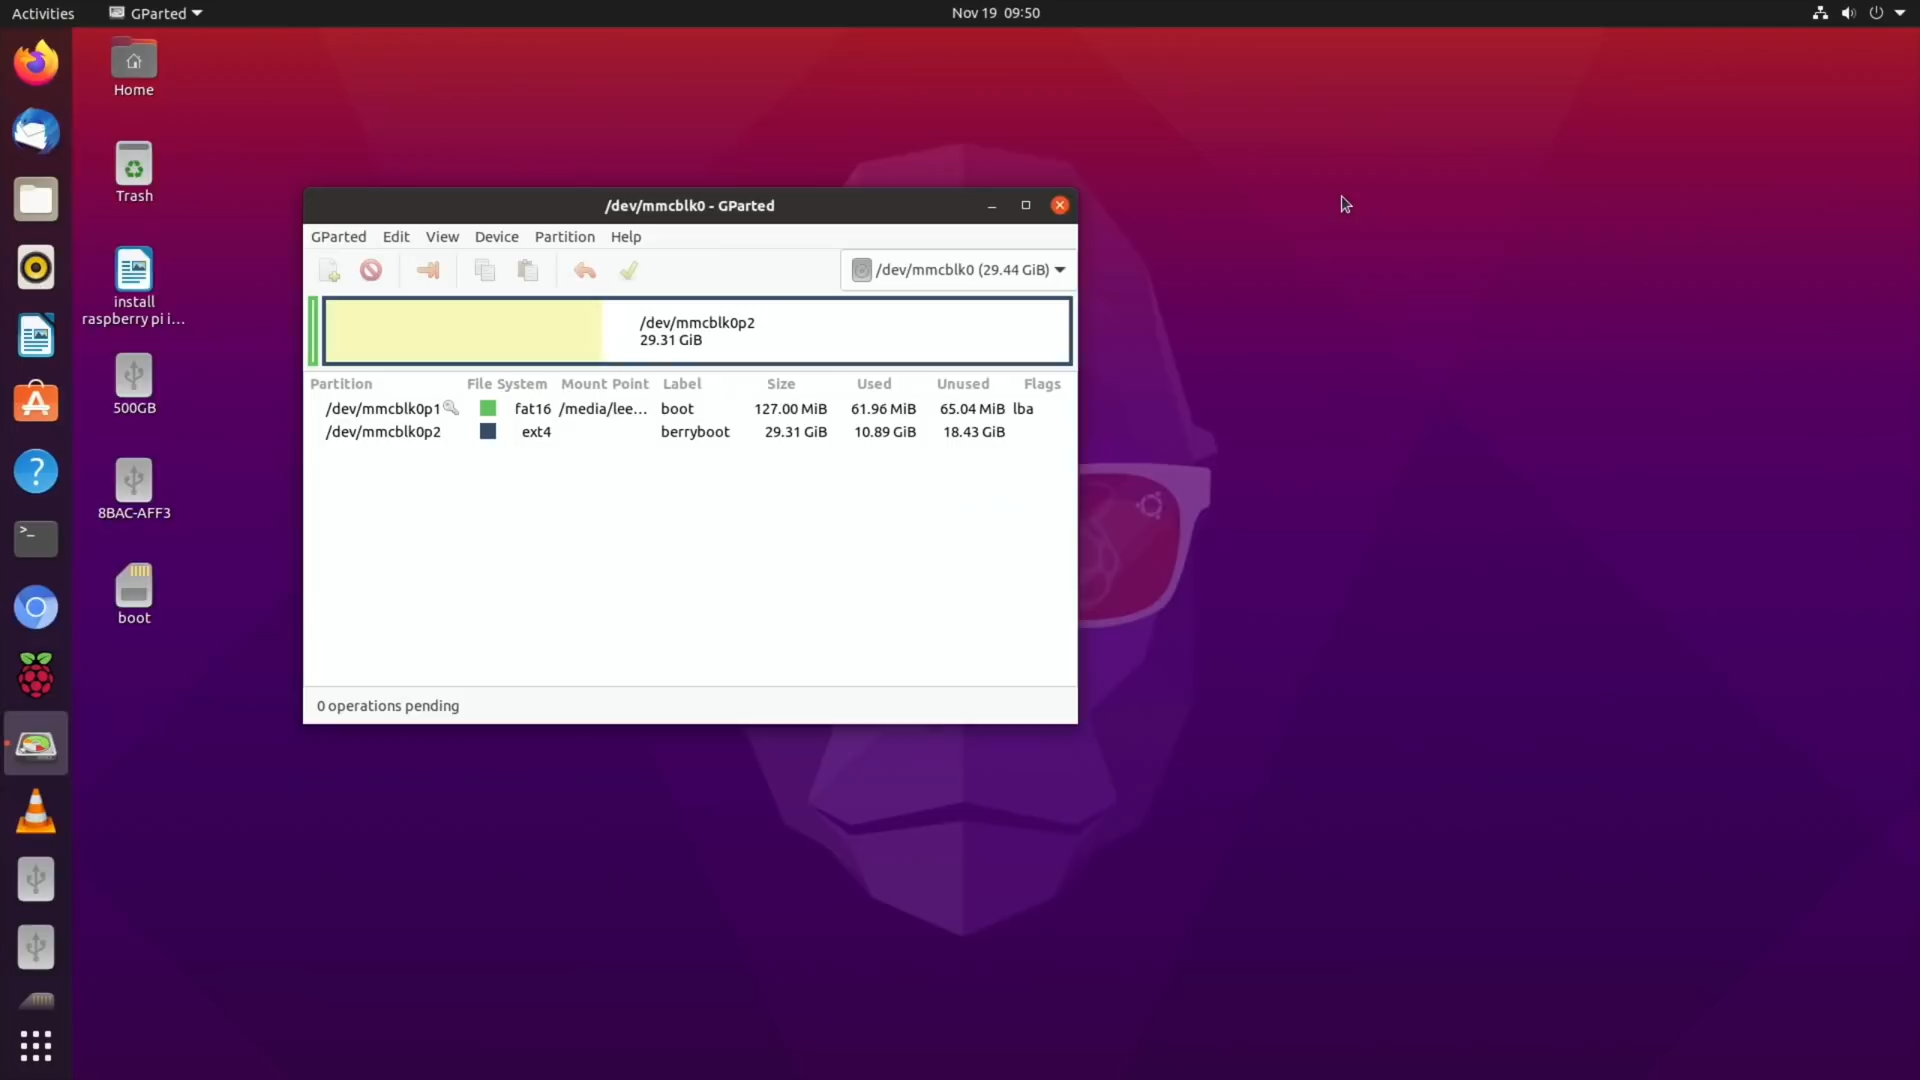 Activities
GParted
Nov 19 09:50
Home
Trash
install
raspberry pi i...
500GB
8BAC-AFF3
boot
/dev/mmcblk0 - GParted
GParted Edit View Device Partition Help
/dev/mmcblk0 (29.44 GiB)
/dev/mmcblk0p2
29.31 GiB
Partition File System Mount Point Label Size Used Unused Flags
/dev/mmcblk0p1 fat16 /media/lee... boot 127.00 MiB 61.96 MiB 65.04 MiB lba
/dev/mmcblk0p2 ext4 berryboot 29.31 GiB 10.89 GiB 18.43 GiB
0 operations pending